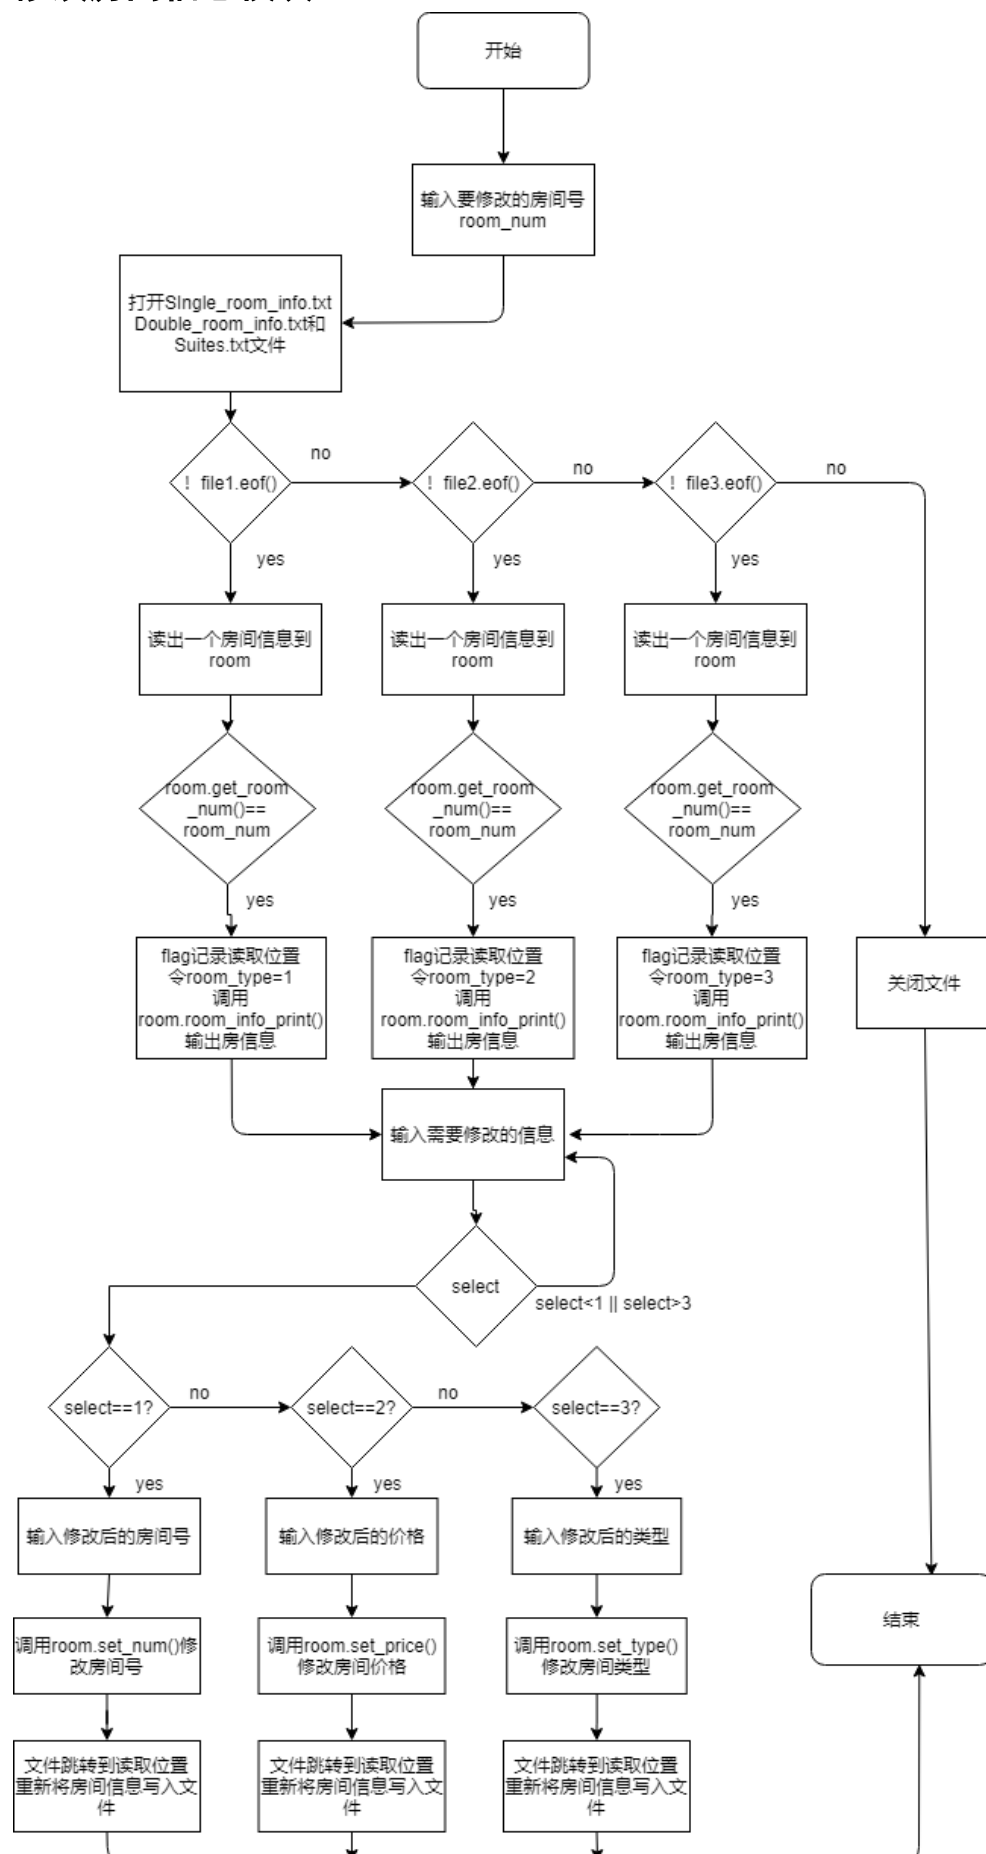 开始
输入要修改的房间号
room_num
打开SIngle_room_info.txt
Double_room_info.txt和
Suites.txt文件
no
no
no
！file1.eof()
！file2.eof()
！file3.eof()
yes
yes
yes
读出一个房间信息到
room
读出一个房间信息到
room
读出一个房间信息到
room
room.get_room
_num()==
room_num
room.get_room
_num()==
room_num
room.get_room
_num()==
room_num
yes
yes
yes
flag记录读取位置
令room_type=1
调用
room.room_info_print()
输出房信息
flag记录读取位置
令room_type=2
调用
room.room_info_print()
输出房信息
flag记录读取位置
令room_type=3
调用
room.room_info_print()
输出房信息
关闭文件
输入需要修改的信息
select
select<1 || select>3
no
no
select==1?
select==2?
select==3?
yes
yes
yes
输入修改后的房间号
输入修改后的价格
输入修改后的类型
结束
调用room.set_num()修
改房间号
调用room.set_price()
修改房间价格
调用room.set_type()
修改房间类型
文件跳转到读取位置
重新将房间信息写入文
件
文件跳转到读取位置
重新将房间信息写入文
件
文件跳转到读取位置
重新将房间信息写入文
件